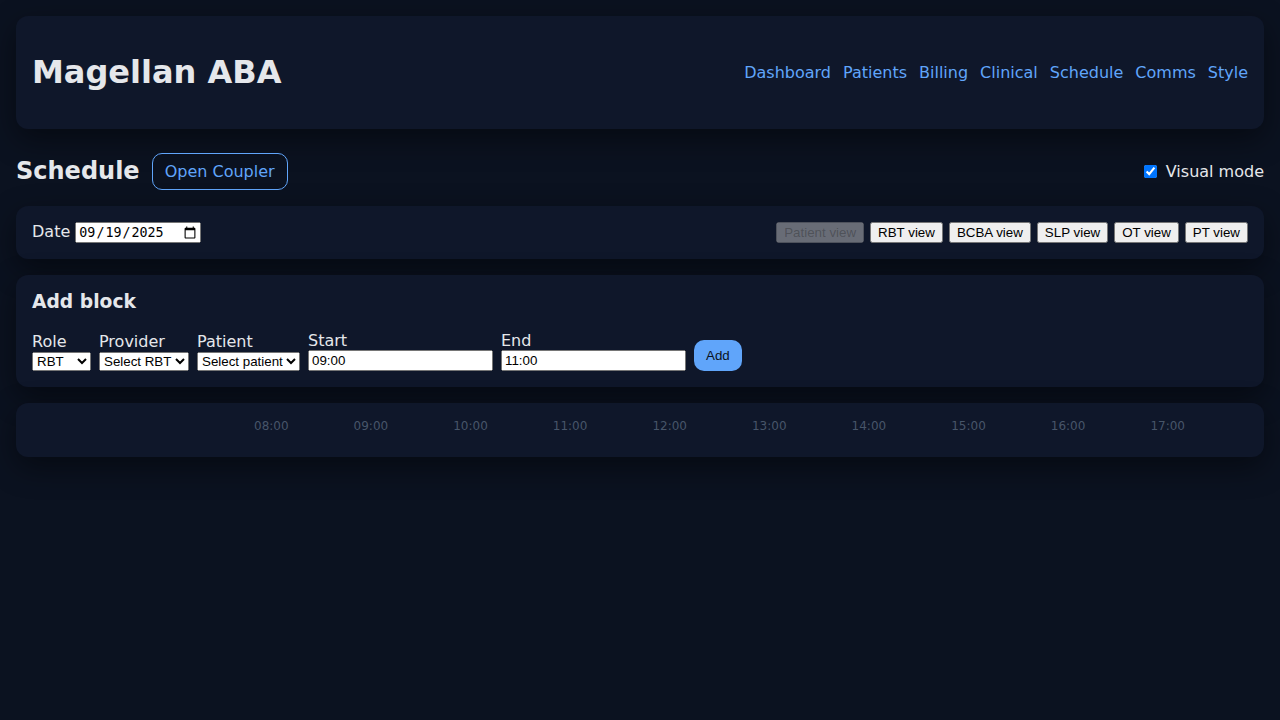 Magellan ABA
Dashboard Patients Billing Clinical Schedule Comms Style
Schedule Open Coupler Visual mode
Date 09/19/2025 Patient view RBT view BCBA view SLP view OT view PT view
Add block
Role Provider Patient Start End
RBT Select RBT Select patient 09:00 11:00 Add
08:00 09:00 10:00 11:00 12:00 13:00 14:00 15:00 16:00 17:00